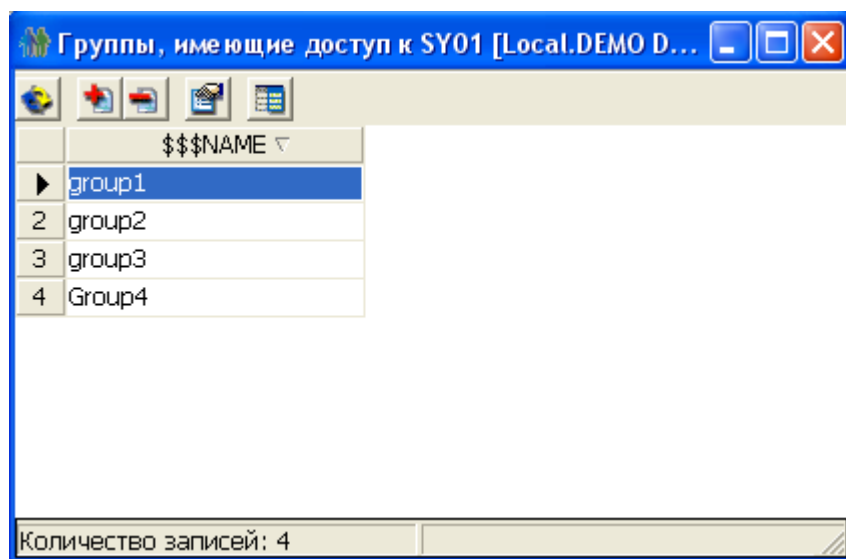 Группы, имеющие доступ к SY01 [Local.DEMO D...
$$$NAME
group1
2 group2
3 group3
4 Group4
Количество записей: 4